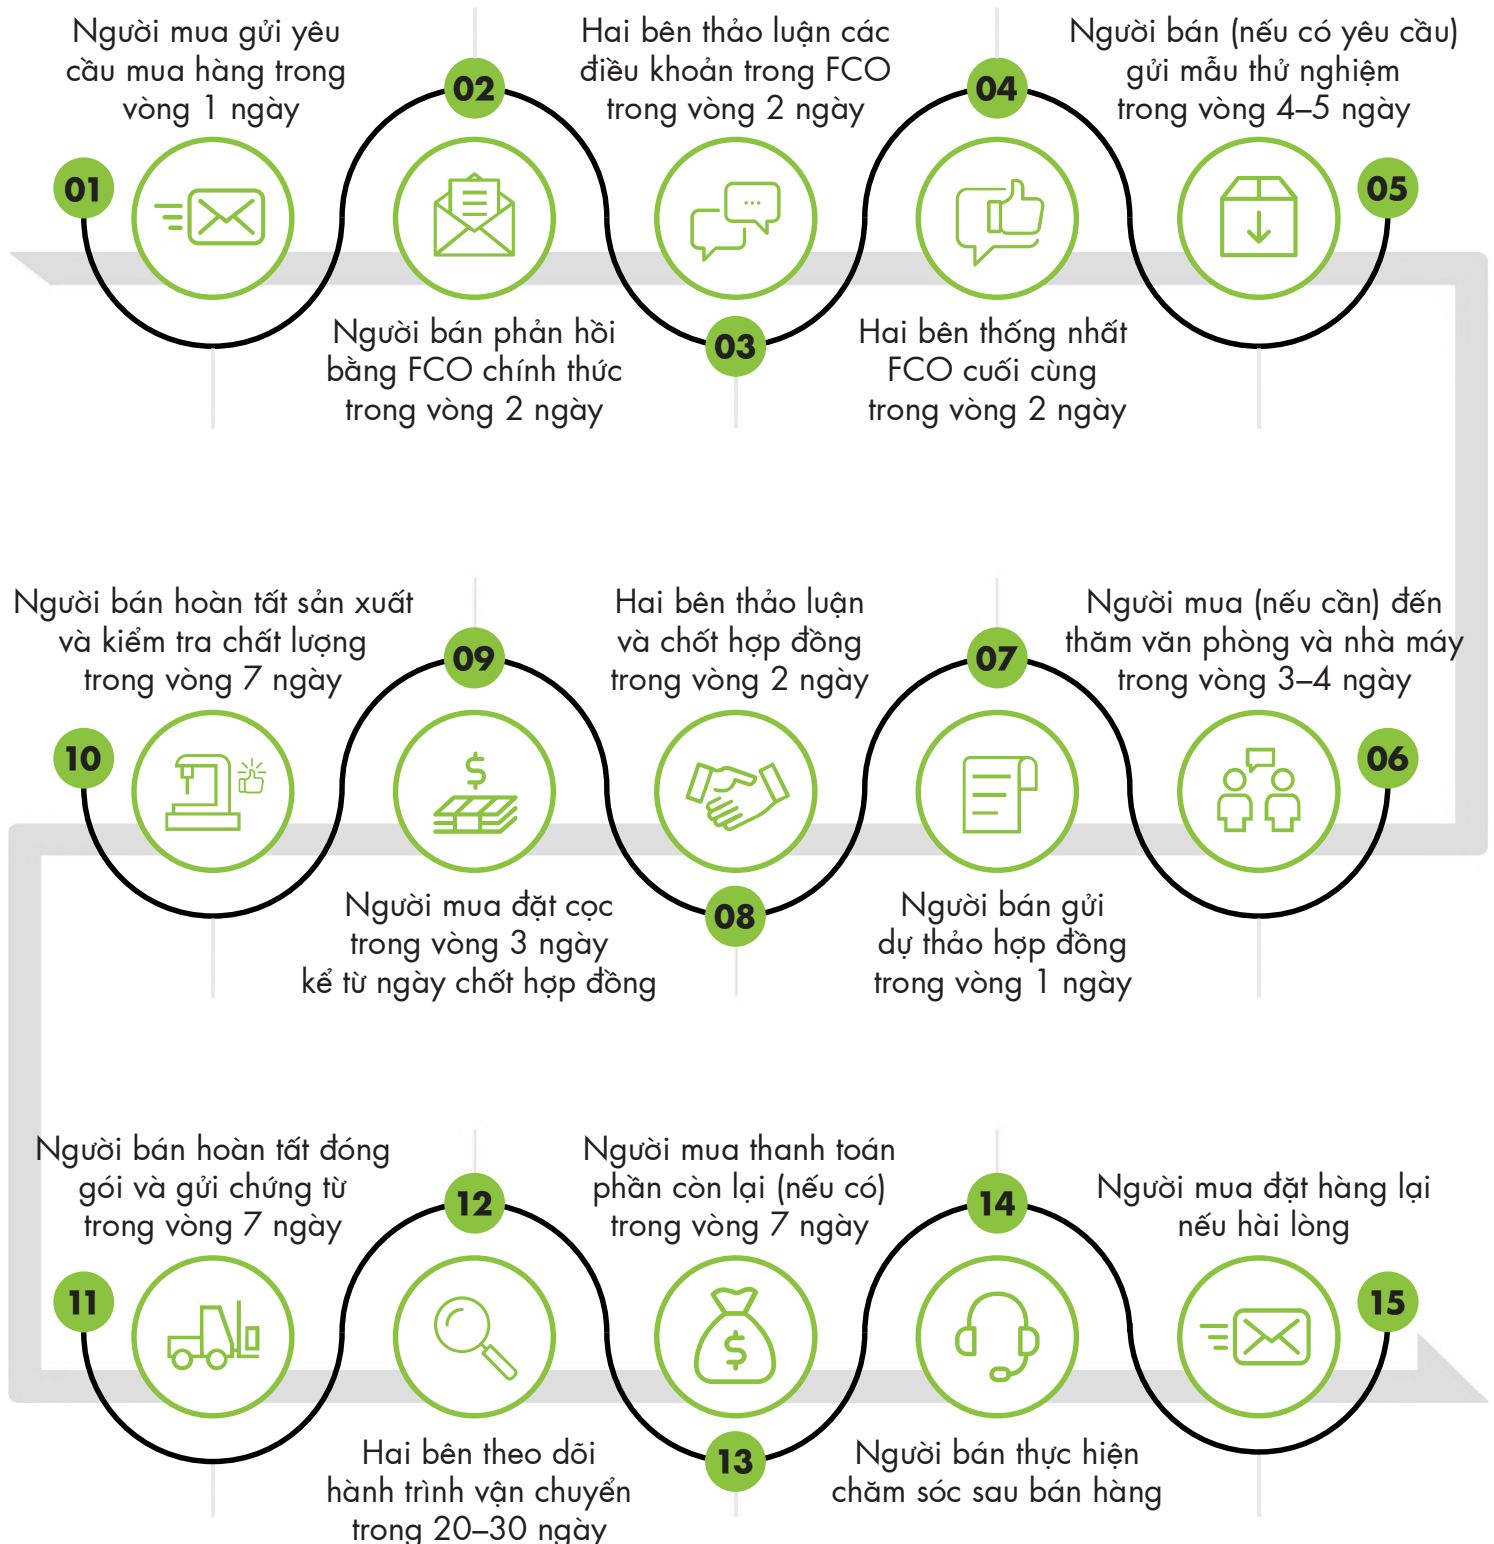 01
Người mua gửi yêu
cầu mua hàng trong
vòng 1 ngày
02
Người bán phản hồi
bằng FCO chính thức
trong vòng 2 ngày
03
Hai bên thảo luận các
điều khoản trong FCO
trong vòng 2 ngày
04
Hai bên thống nhất
FCO cuối cùng
trong vòng 2 ngày
05
Người bán (nếu có yêu cầu)
gửi mẫu thử nghiệm
trong vòng 4–5 ngày
06
Người mua (nếu cần) đến
thăm văn phòng và nhà máy
trong vòng 3–4 ngày
07
Người bán gửi
dự thảo hợp đồng
trong vòng 1 ngày
08
Hai bên thảo luận
và chốt hợp đồng
trong vòng 2 ngày
09
Người mua đặt cọc
trong vòng 3 ngày
kể từ ngày chốt hợp đồng
10
Người bán hoàn tất sản xuất
và kiểm tra chất lượng
trong vòng 7 ngày
11
Người bán hoàn tất đóng
gói và gửi chứng từ
trong vòng 7 ngày
12
Hai bên theo dõi
hành trình vận chuyển
trong 20–30 ngày
13
Người mua thanh toán
phần còn lại (nếu có)
trong vòng 7 ngày
14
Người bán thực hiện
chăm sóc sau bán hàng
15
Người mua đặt hàng lại
nếu hài lòng